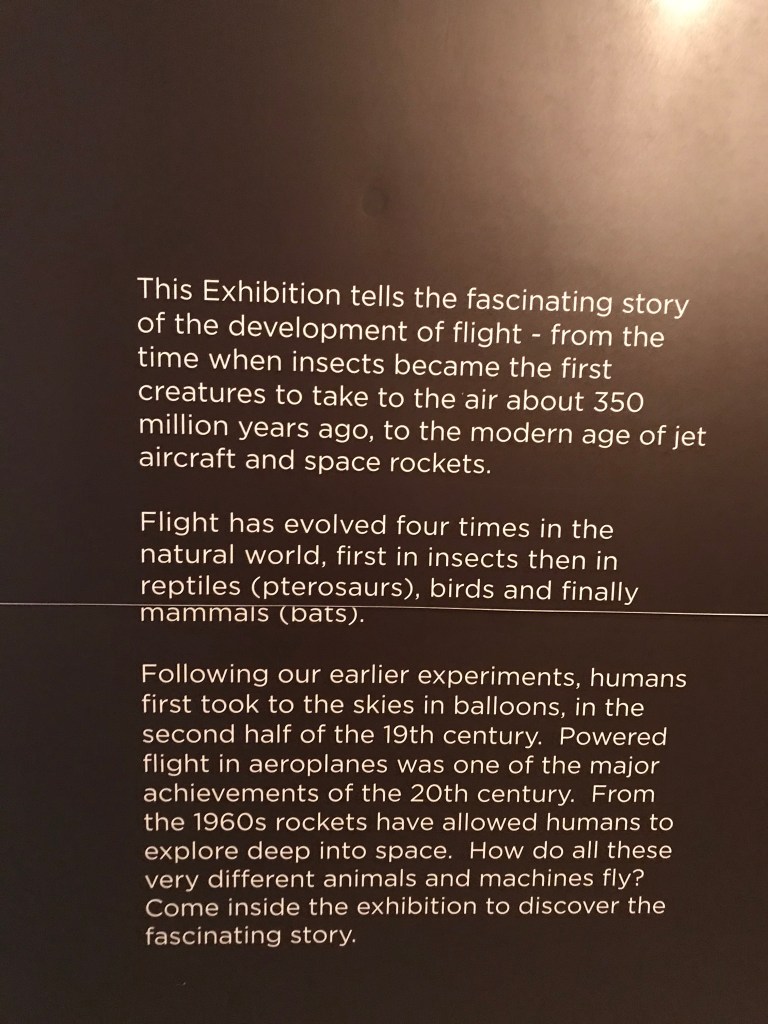 This Exhibition tells the fascinating story
of the development of flight - from the
time when insects became the first
creatures to take to the air about 350
million years ago, to the modern age of jet
aircraft and space rockets.
Flight has evolved four times in the
natural world, first in insects then in
reptiles (pterosaurs), birds and finally
mammals (bats).
Following our earlier experiments, humans
first took to the skies in balloons, in the
second half of the 19th century.  Powered
flight in aeroplanes was one of the major
achievements of the 20th century.  From
the 1960s rockets have allowed humans to
explore deep into space.  How do all these
very different animals and machines fly?
Come inside the exhibition to discover the
fascinating story.